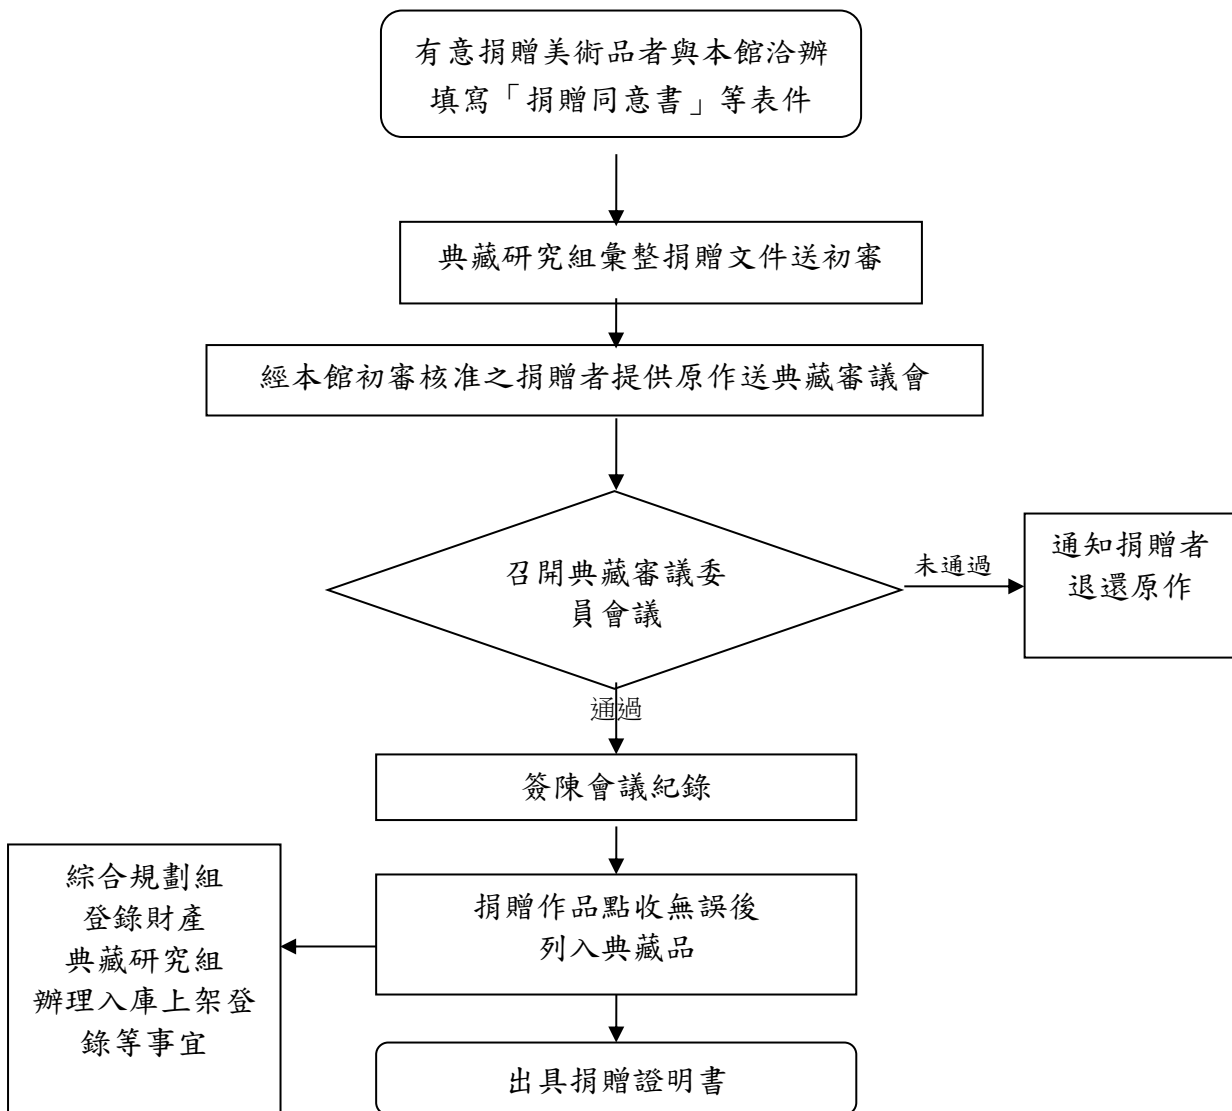 有意捐贈美術品者與本館洽辦
填寫「捐贈同意書」等表件
典藏研究組彙整捐贈文件送初審
經本館初審核准之捐贈者提供原作送典藏審議會
召開典藏審議委
員會議
未通過
通知捐贈者
退還原作
通過
簽陳會議紀錄
捐贈作品點收無誤後
列入典藏品
綜合規劃組
登錄財產
典藏研究組
辦理入庫上架登
錄等事宜
出具捐贈證明書